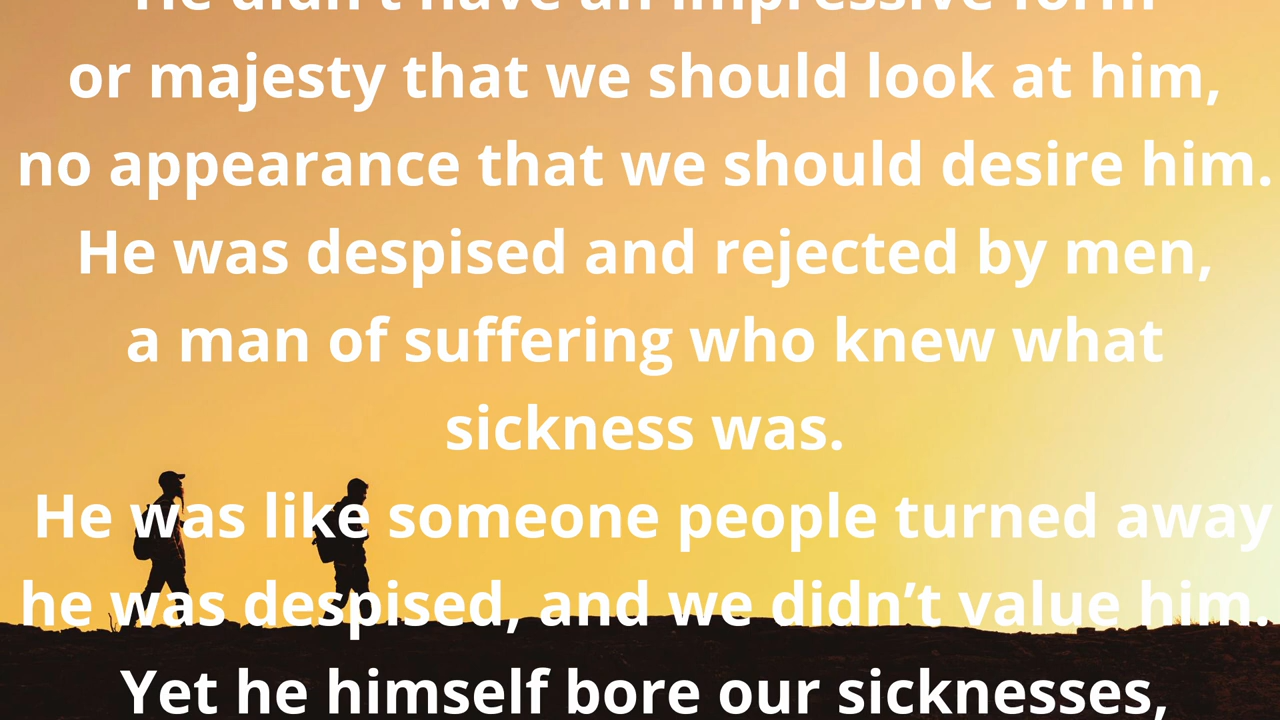 He didn't have an impressive form
or majesty that we should look at him,
no appearance that we should desire him.
He was despised and rejected by men,
a man of suffering who knew what
sickness was.
He was like someone people turned away
he was despised, and we didn’t value him.
Yet he himself bore our sicknesses,